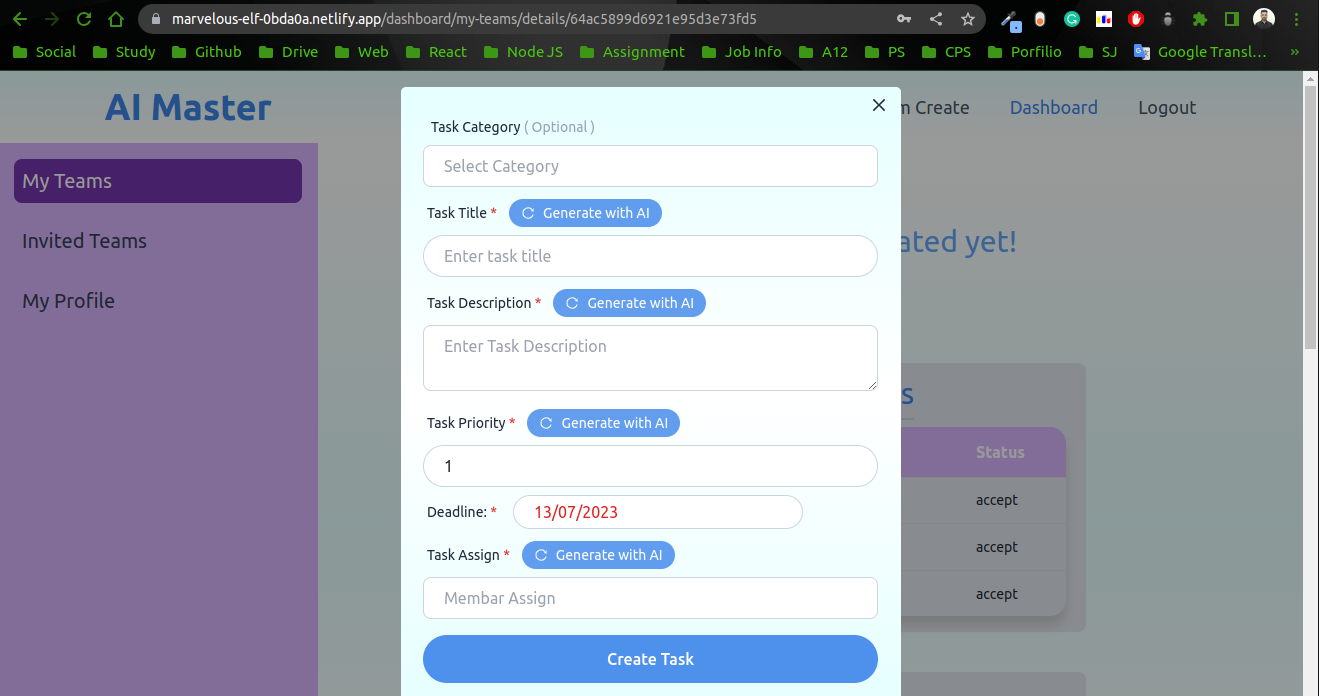 marvelous-elf-0bda0a.netlify.app/dashboard/my-teams/details/64ac5899d6921e95d3e73fd5
Social Study Github Drive Web React Node JS Assignment Job Info A12 PS CPS Porfilio SJ Google Transl... »
AI Master
m Create Dashboard Logout
My Teams
Invited Teams
My Profile
Task Category ( Optional )
Select Category
Task Title * Generate with AI
Enter task title
Task Description * Generate with AI
Enter Task Description
Task Priority * Generate with AI
1
Deadline: * 13/07/2023
Task Assign * Generate with AI
Membar Assign
Create Task
ated yet!
s
Status
accept
accept
accept